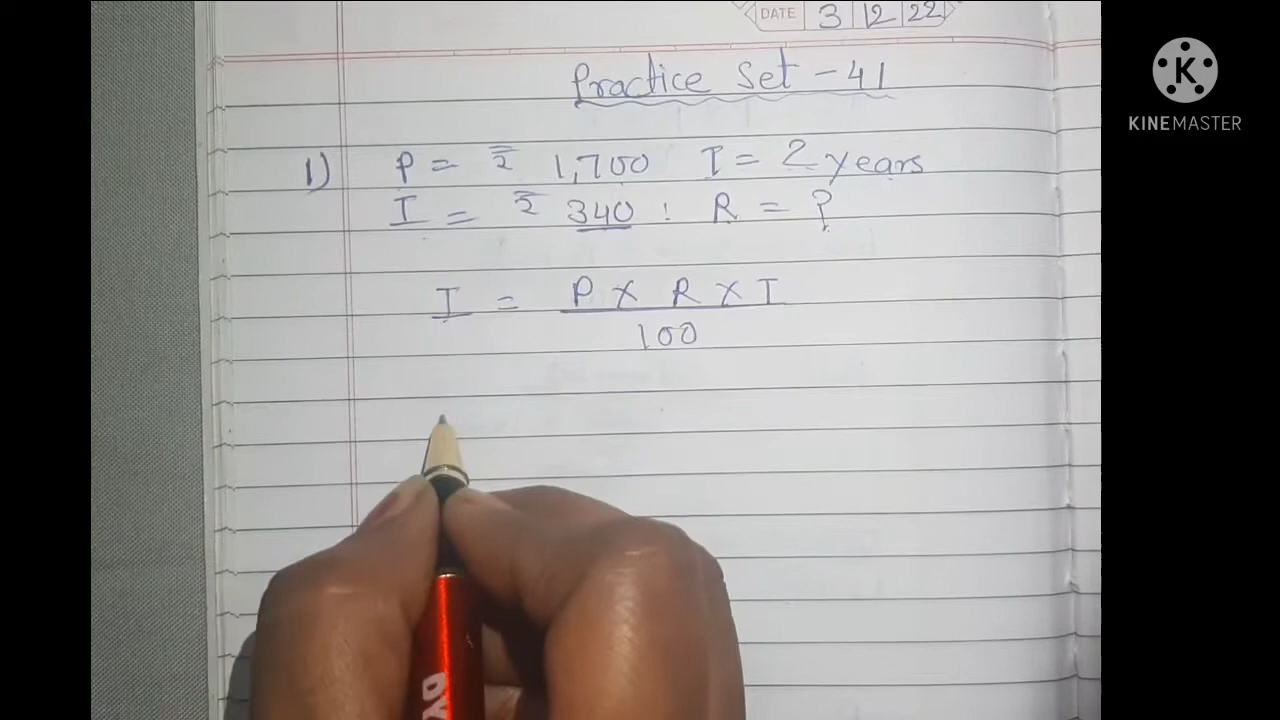 DATE 3 12 22
KINEMASTER
Practice Set - 41
1) P = ₹ 1,700 T = 2 years
I = ₹ 340 : R = ?
I = P X R X T
100